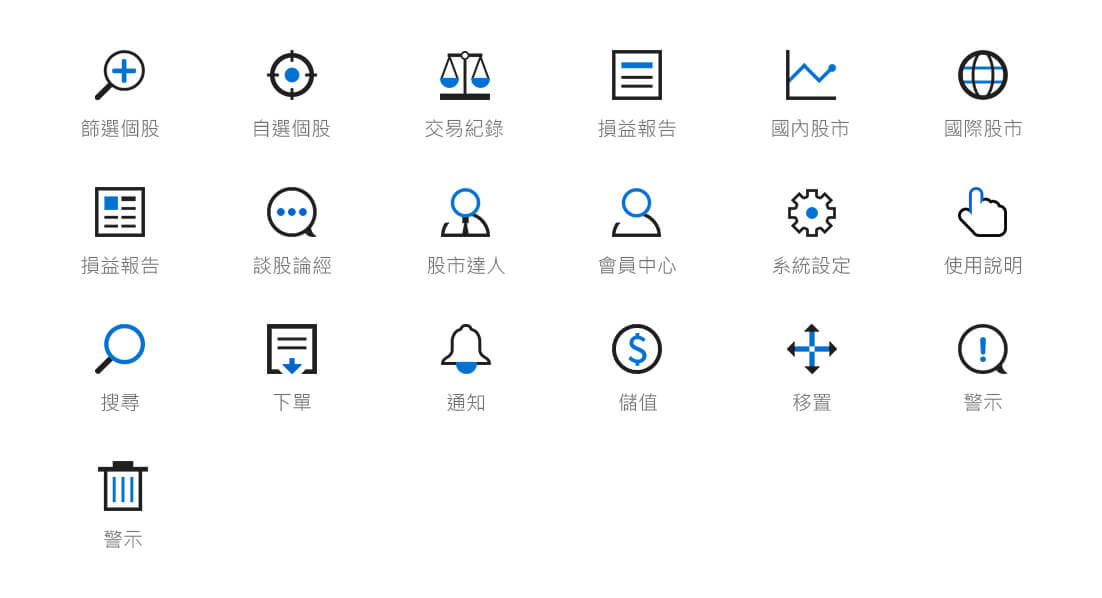 篩選個股
自選個股
交易紀錄
損益報告
國內股市
國際股市
損益報告
談股論經
股市達人
會員中心
系統設定
使用說明
搜尋
下單
通知
$
儲值
移置
!
警示
警示